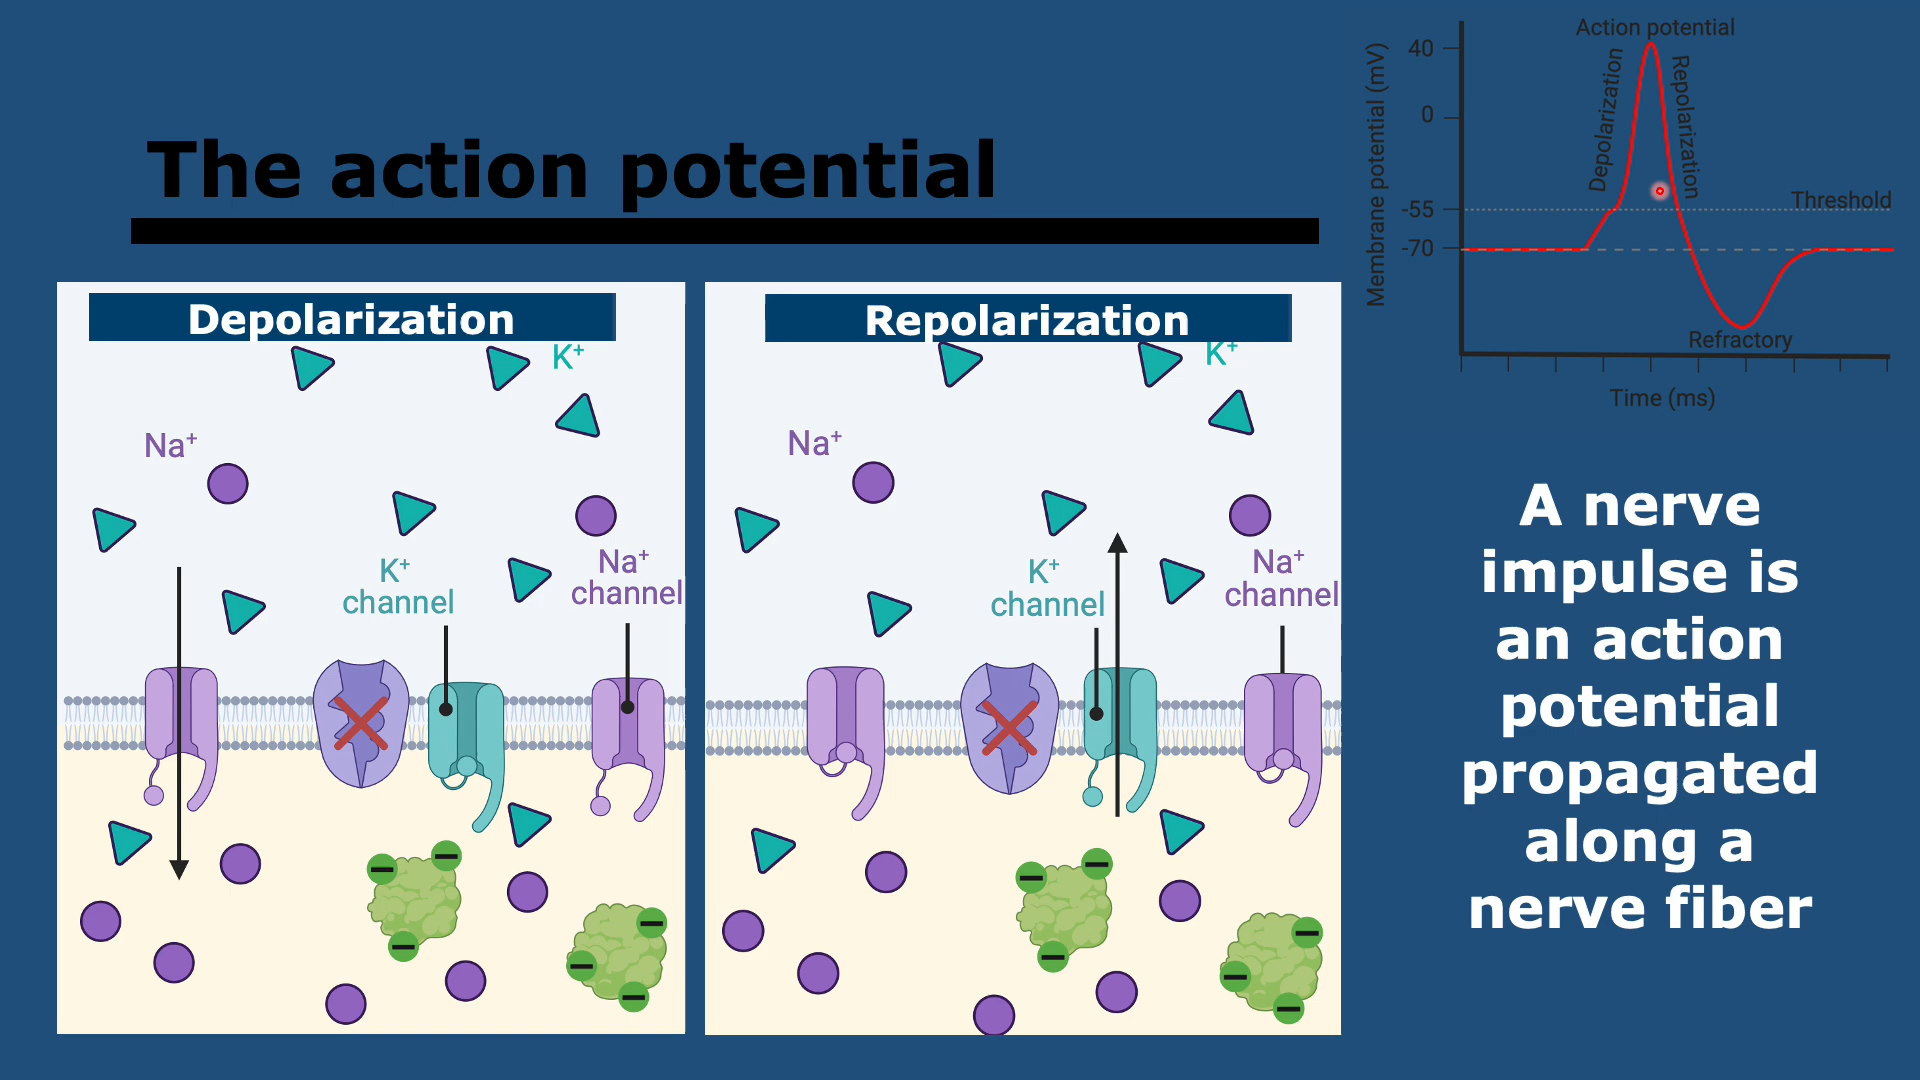 The action potential
Depolarization
K⁺
Na⁺
K⁺
channel
Na⁺
channel
Repolarization
K⁺
Na⁺
K⁺
channel
Na⁺
channel
Action potential
Membrane potential (mV)
40
0
-55
-70
Depolarization
Repolarization
Threshold
Refractory
Time (ms)
A nerve
impulse is
an action
potential
propagated
along a
nerve fiber